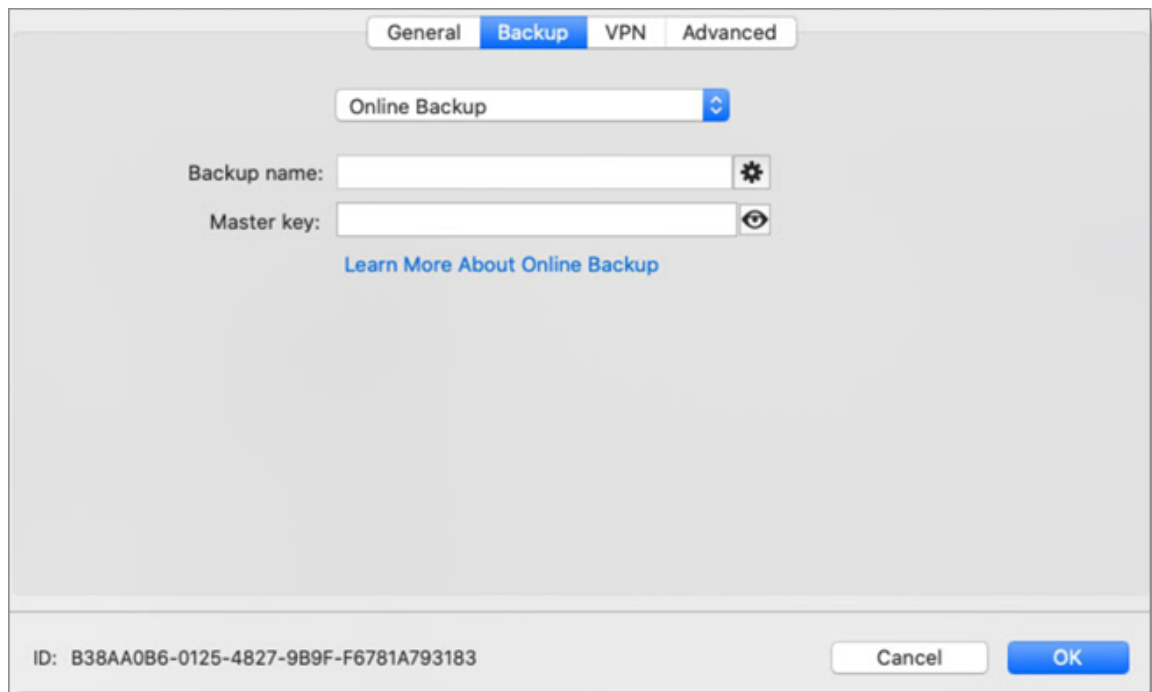 General Backup VPN Advanced
Online Backup
Backup name:
Master key:
Learn More About Online Backup
ID: B38AA0B6-0125-4827-9B9F-F6781A793183
Cancel OK